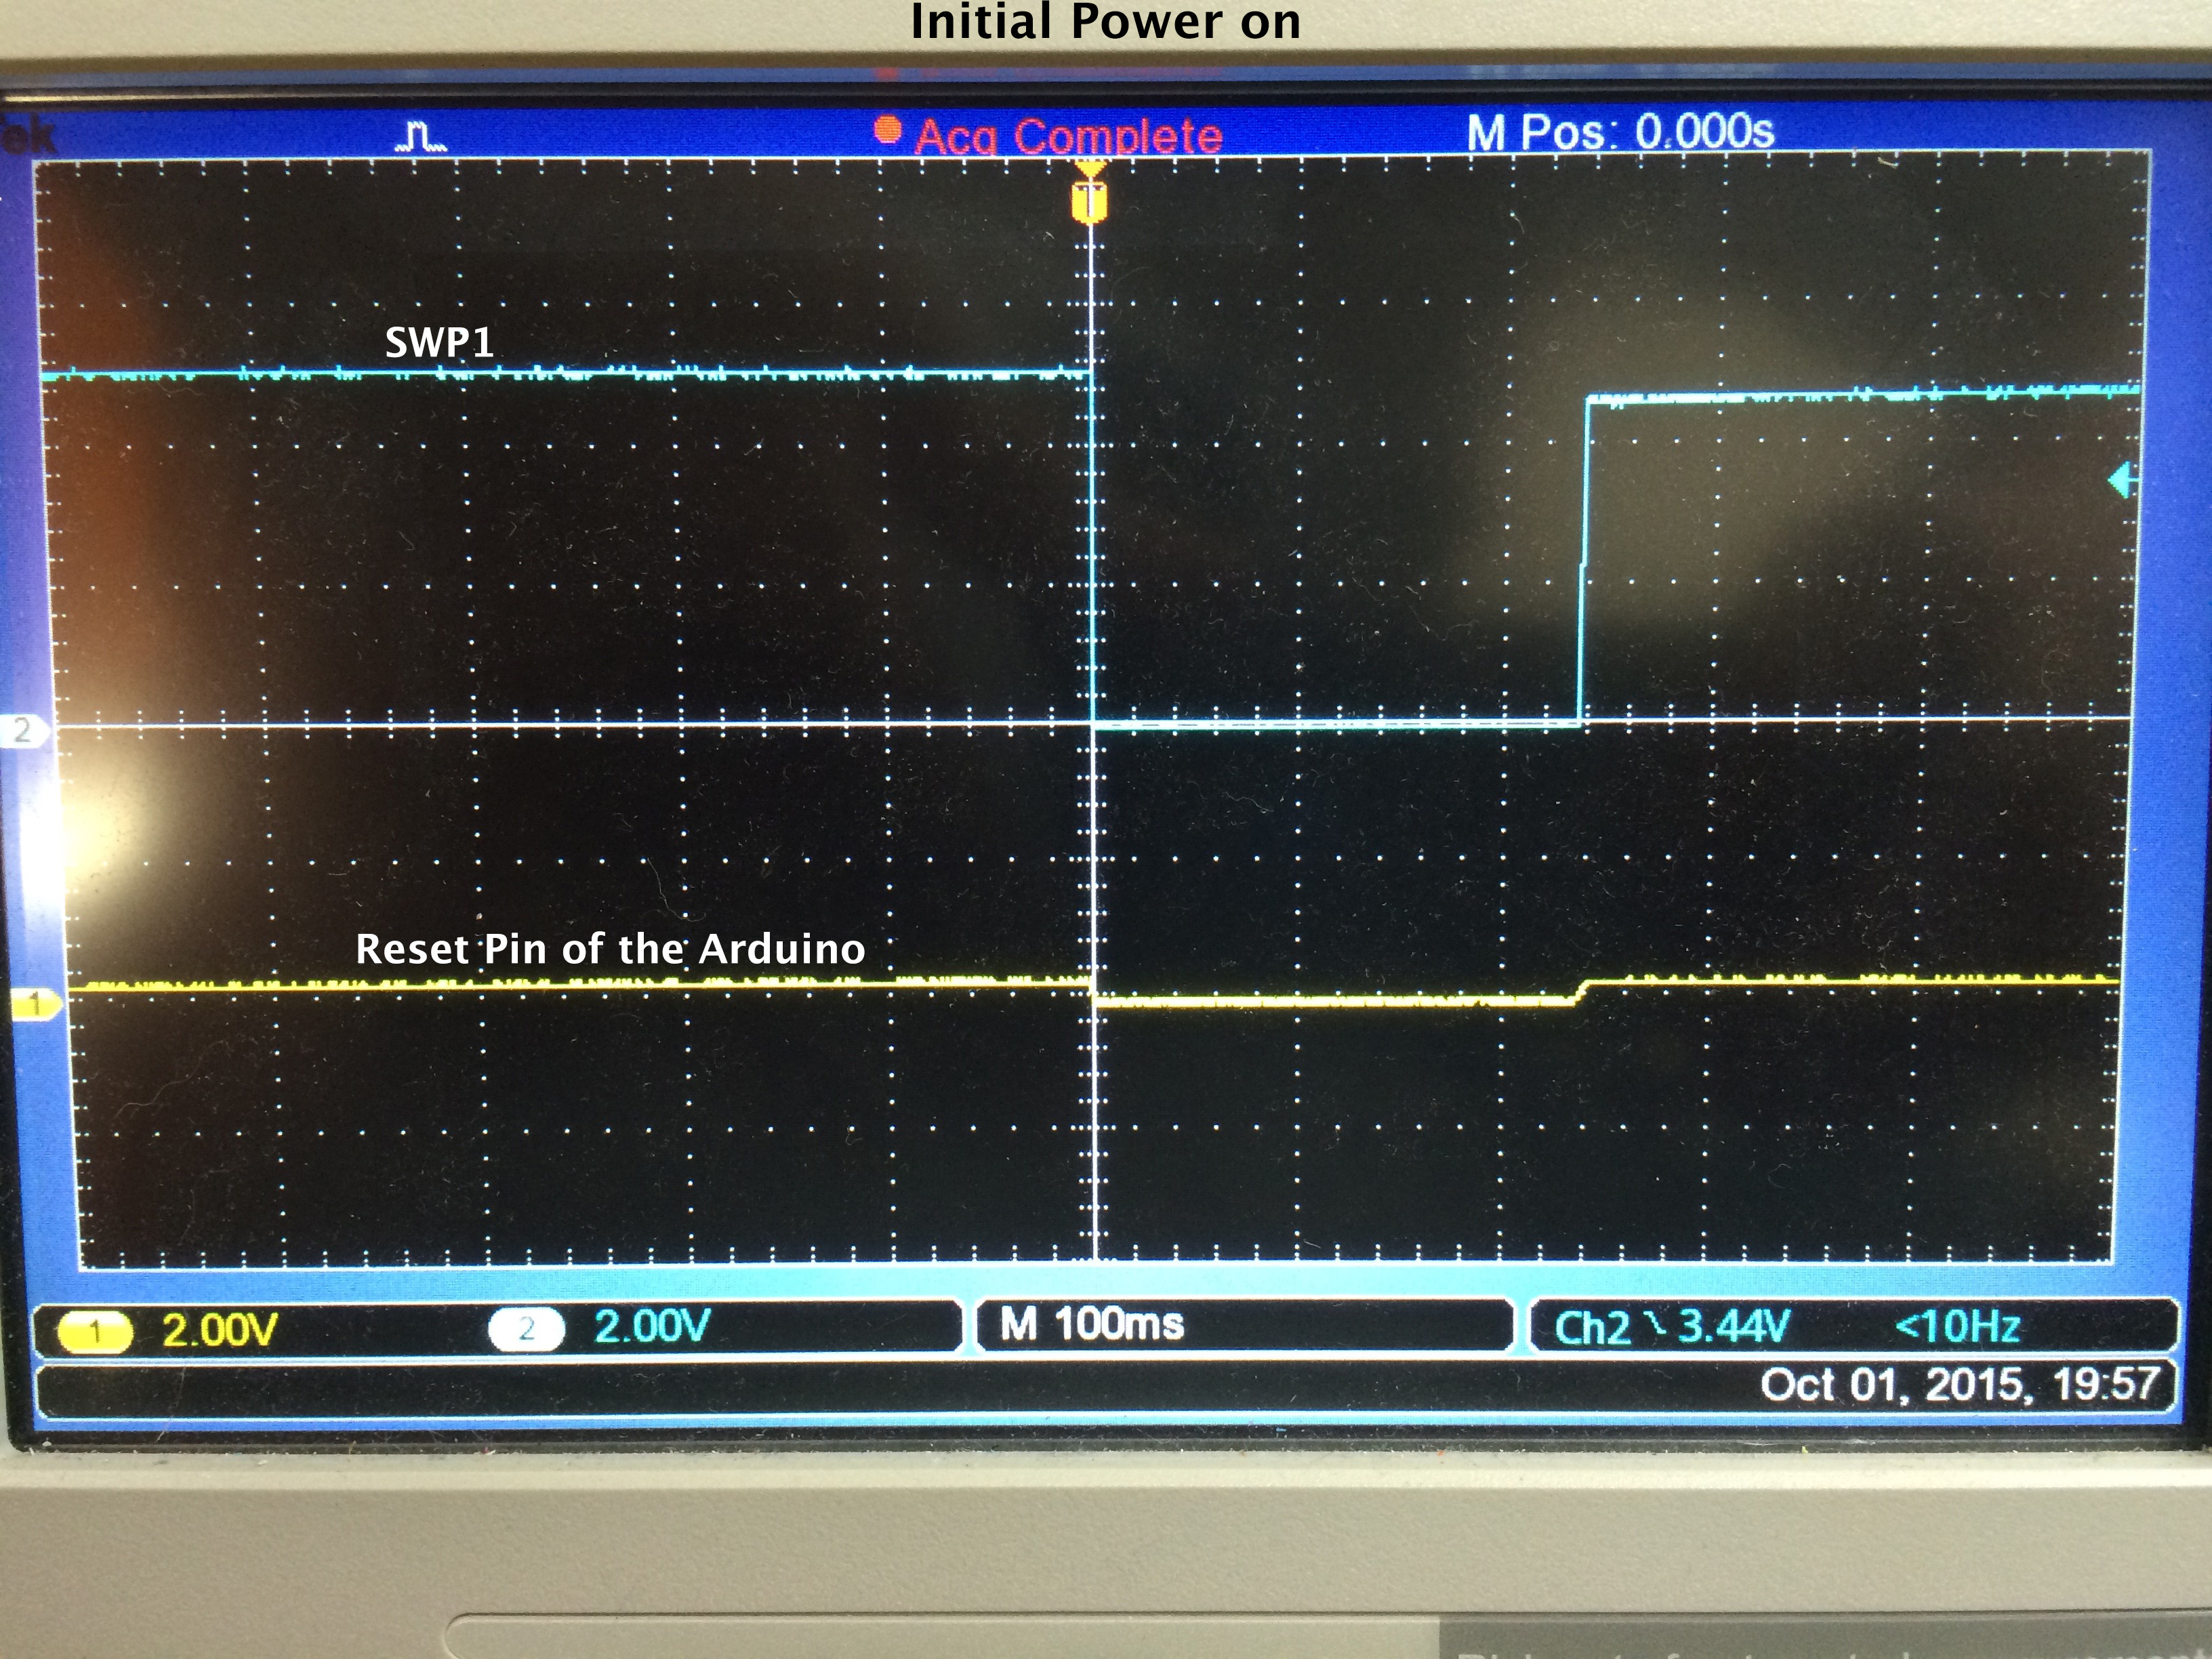 Initial Power on
ek
Acq Complete
M Pos: 0.000s
T
SWP1
2
Reset Pin of the Arduino
1
1 2.00V 2 2.00V M 100ms Ch2 3.44V <10Hz
Oct 01, 2015, 19:57